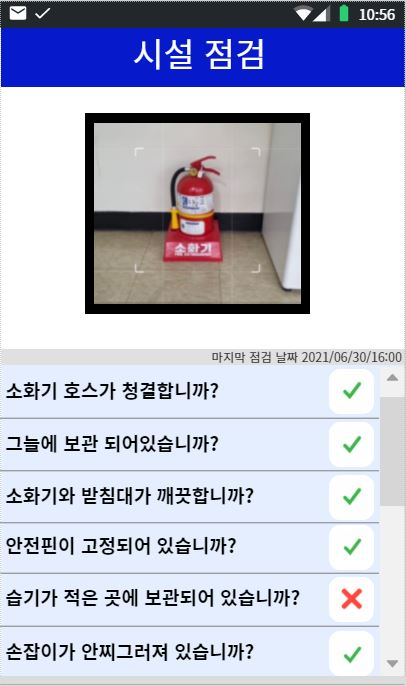 10:56
시설 점검
소화기
마지막 점검 날짜 2021/06/30/16:00
소화기 호스가 청결합니까?
그늘에 보관 되어있습니까?
소화기와 받침대가 깨끗합니까?
안전핀이 고정되어 있습니까?
습기가 적은 곳에 보관되어 있습니까?
손잡이가 안찌그러져 있습니까?